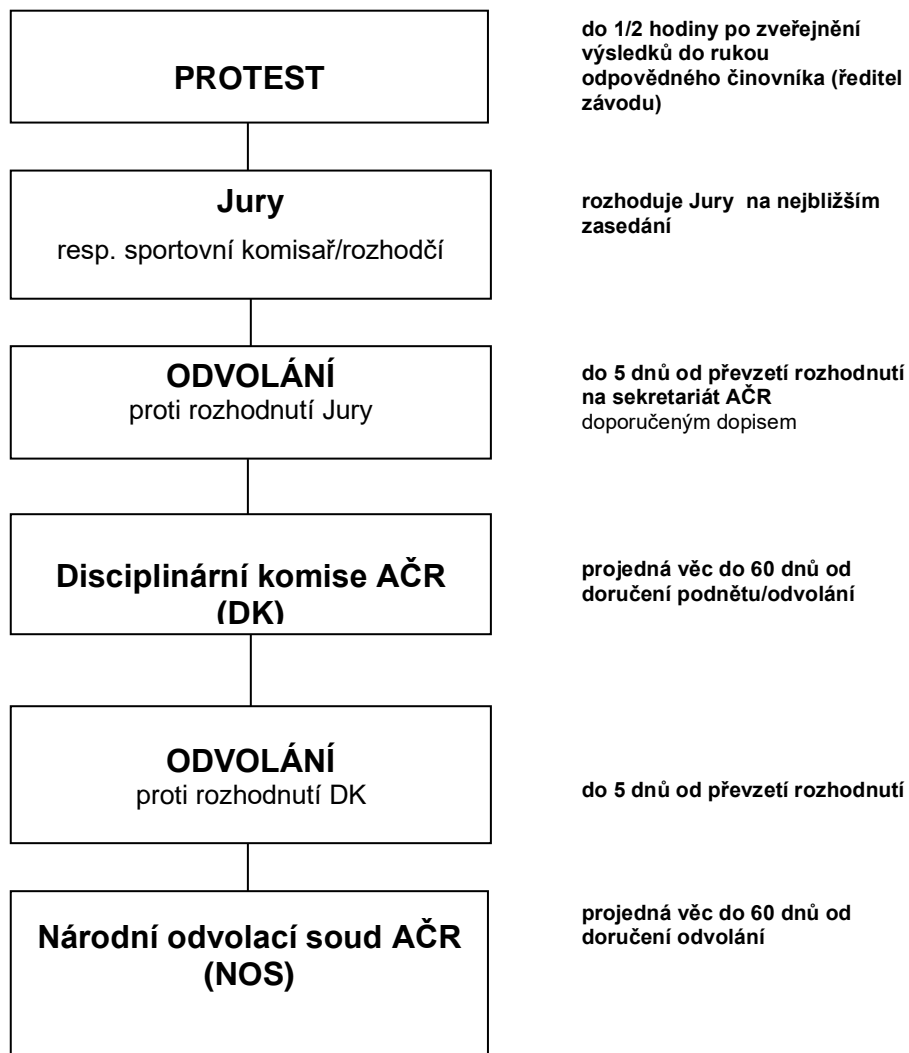 PROTEST
do 1/2 hodiny po zveřejnění
výsledků do rukou
odpovědného činovníka (ředitel
závodu)
Jury
resp. sportovní komisař/rozhodčí
rozhoduje Jury  na nejbližším
zasedání
ODVOLÁNÍ
proti rozhodnutí Jury
do 5 dnů od převzetí rozhodnutí
na sekretariát AČR
doporučeným dopisem
Disciplinární komise AČR
(DK)
projedná věc do 60 dnů od
doručení podnětu/odvolání
ODVOLÁNÍ
proti rozhodnutí DK
do 5 dnů od převzetí rozhodnutí
Národní odvolací soud AČR
(NOS)
projedná věc do 60 dnů od
doručení odvolání